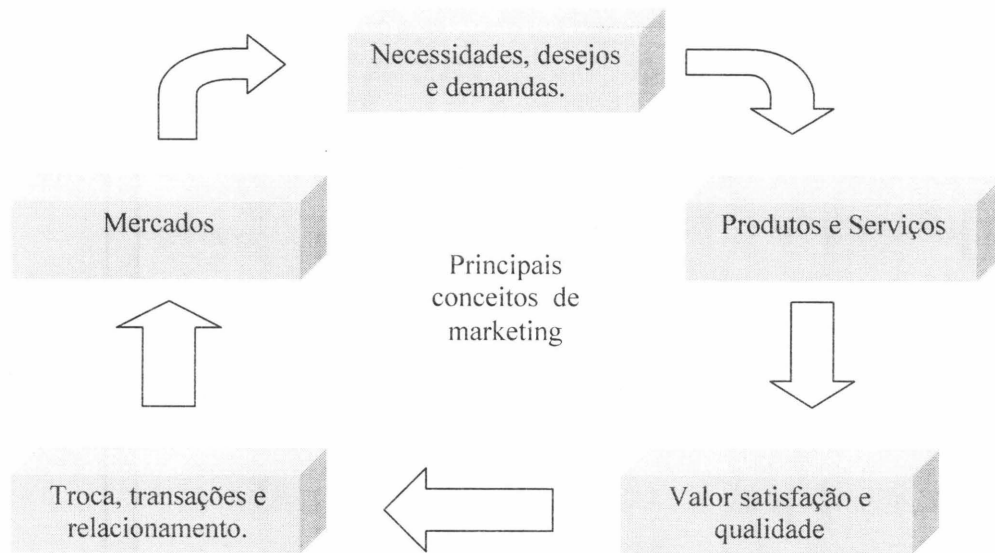 Necessidades, desejos
e demandas.
Mercados
Produtos e Serviços
Principais
conceitos de
marketing
Troca, transações e
relacionamento.
Valor satisfação e
qualidade